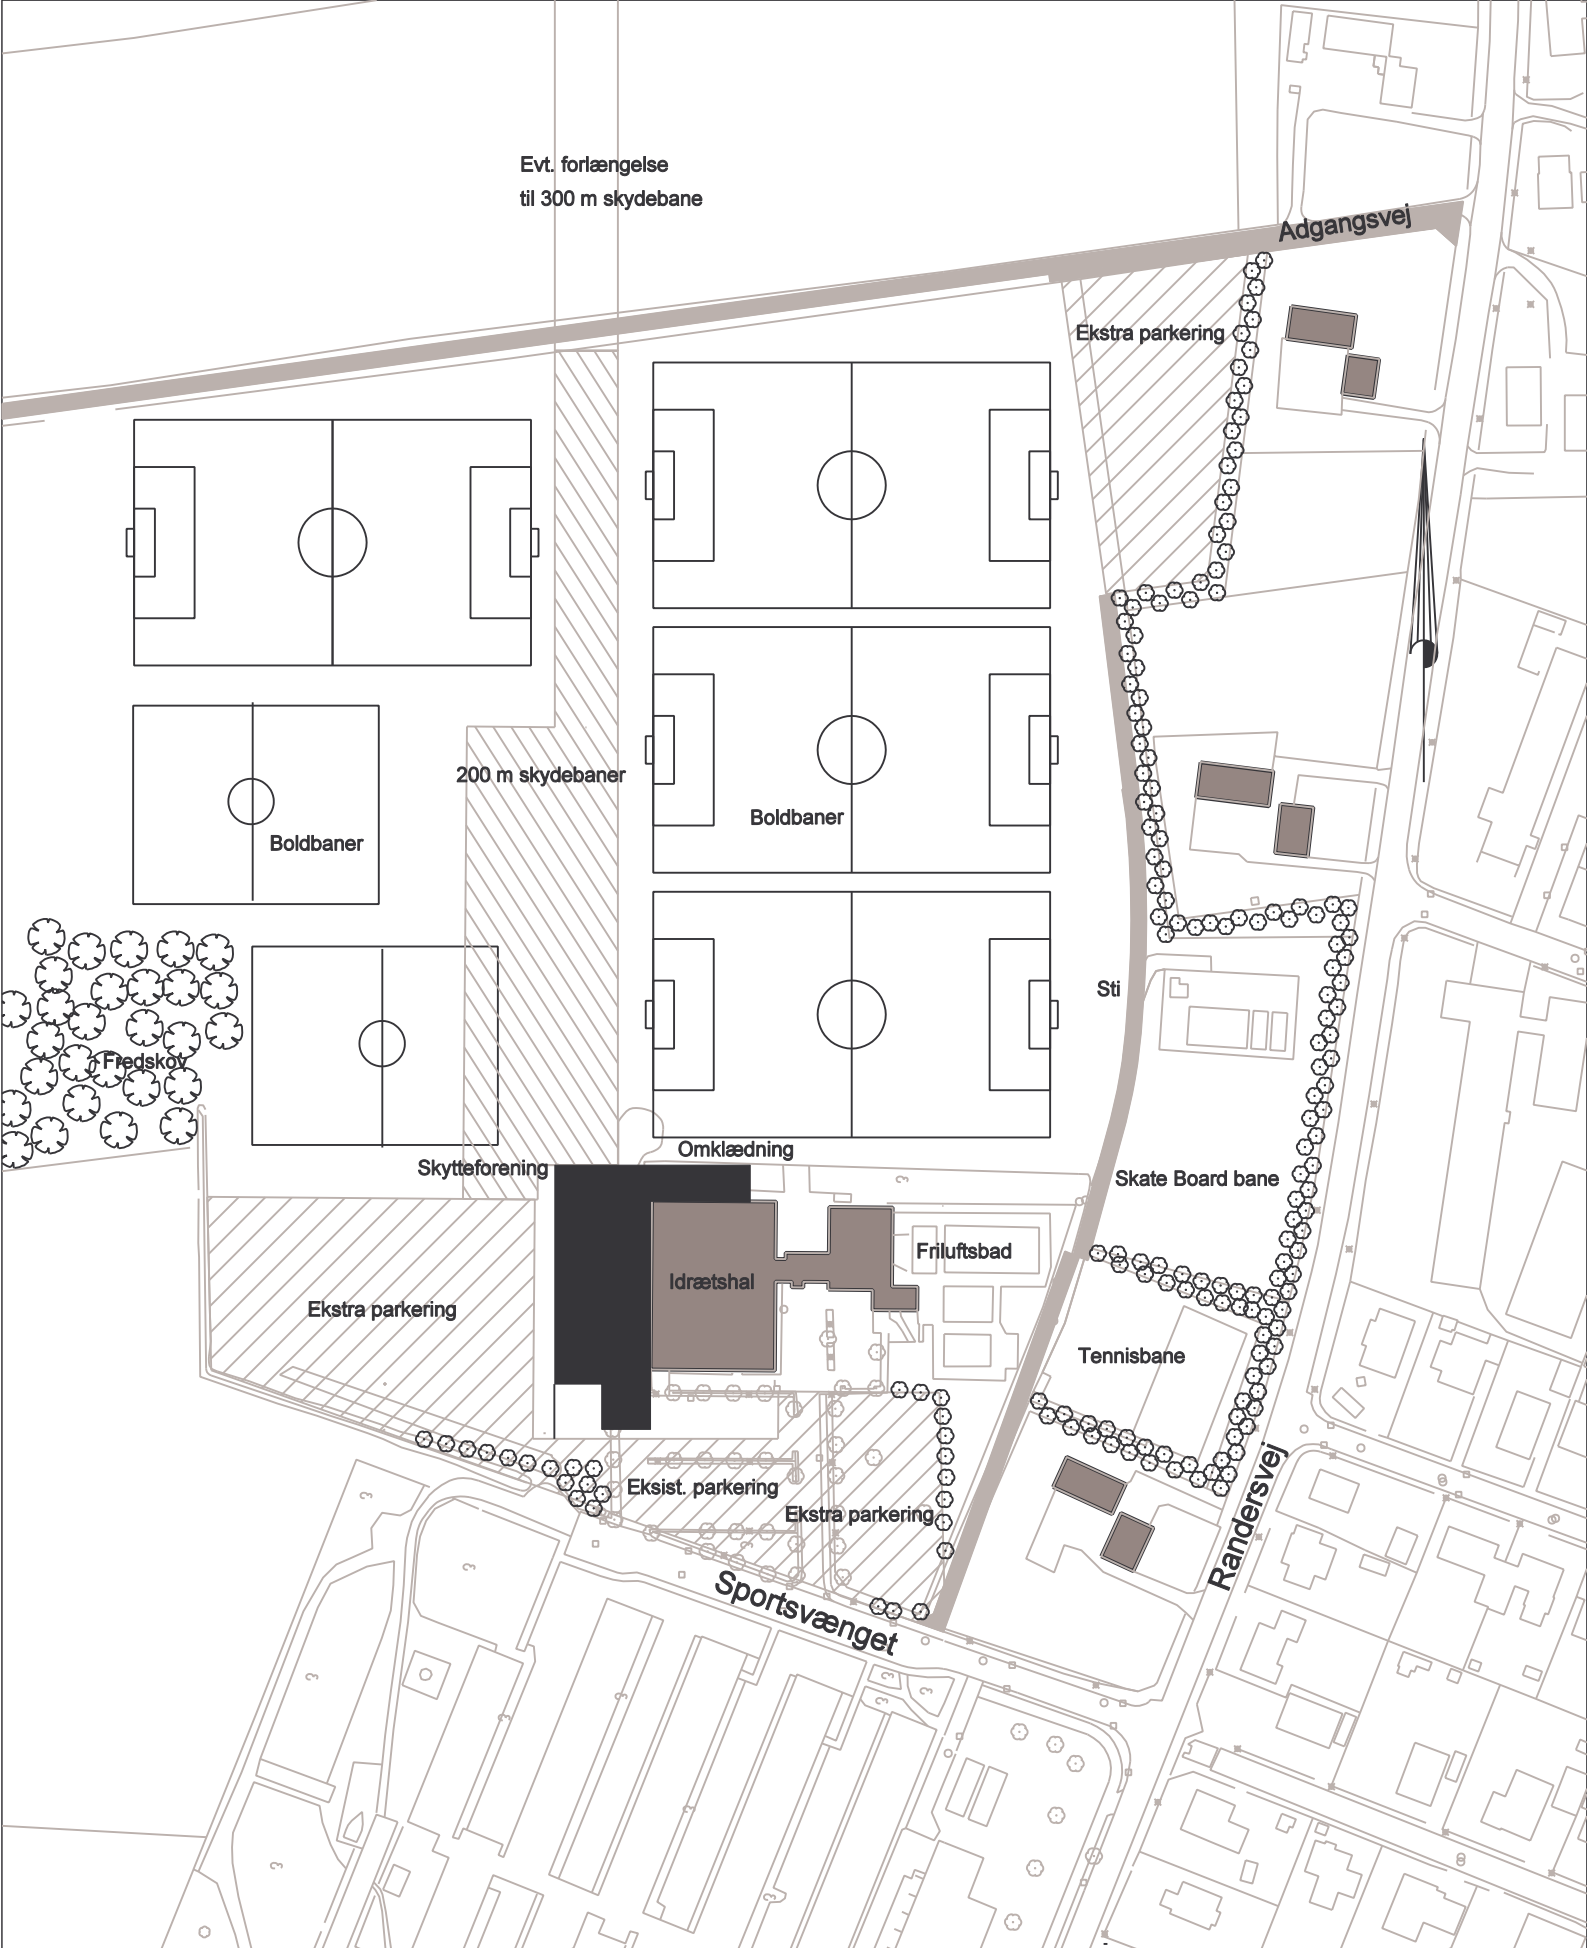 Evt. forlængelse
til 300 m skydebane
Adgangsvej
Ekstra parkering
200 m skydebaner
Boldbaner
Boldbaner
Sti
Fredskov
Omklædning
Skytteforening
Skate Board bane
Friluftsbad
Idrætshal
Ekstra parkering
Tennisbane
Eksist. parkering
Ekstra parkering
Randersvej
Sportsvænget